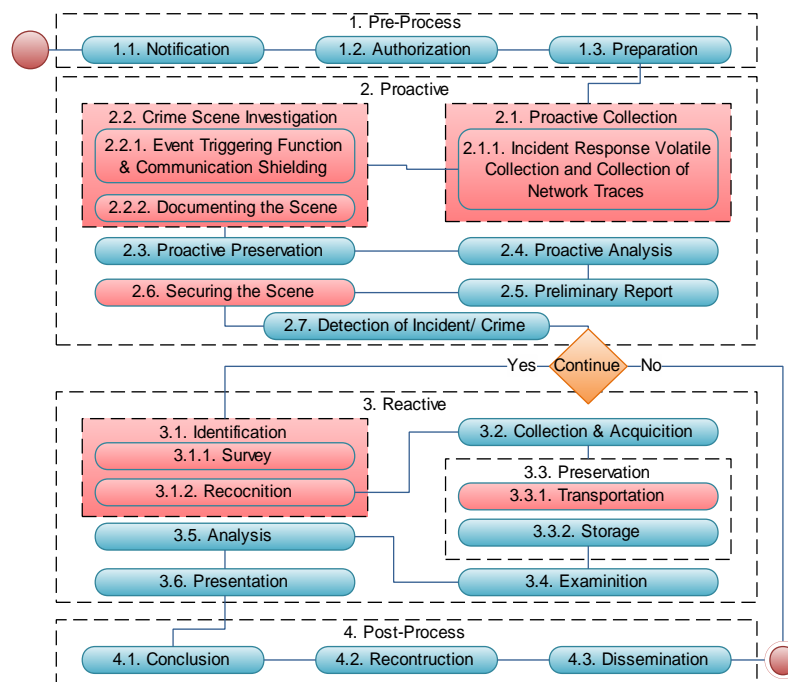 1. Pre-Process
1.1. Notification
1.2. Authorization
1.3. Preparation
2. Proactive
2.2. Crime Scene Investigation
2.2.1. Event Triggering Function
& Communication Shielding
2.2.2. Documenting the Scene
2.1. Proactive Collection
2.1.1. Incident Response Volatile
Collection and Collection of
Network Traces
2.3. Proactive Preservation
2.4. Proactive Analysis
2.6. Securing the Scene
2.5. Preliminary Report
2.7. Detection of Incident/ Crime
Yes
Continue
No
3. Reactive
3.1. Identification
3.1.1. Survey
3.1.2. Recocnition
3.2. Collection & Acquicition
3.3. Preservation
3.3.1. Transportation
3.3.2. Storage
3.5. Analysis
3.4. Examinition
3.6. Presentation
4. Post-Process
4.1. Conclusion
4.2. Recontruction
4.3. Dissemination